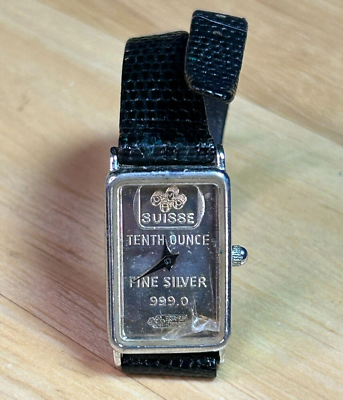 SUISSE
TENTH OUNCE
FINE SILVER
999.0